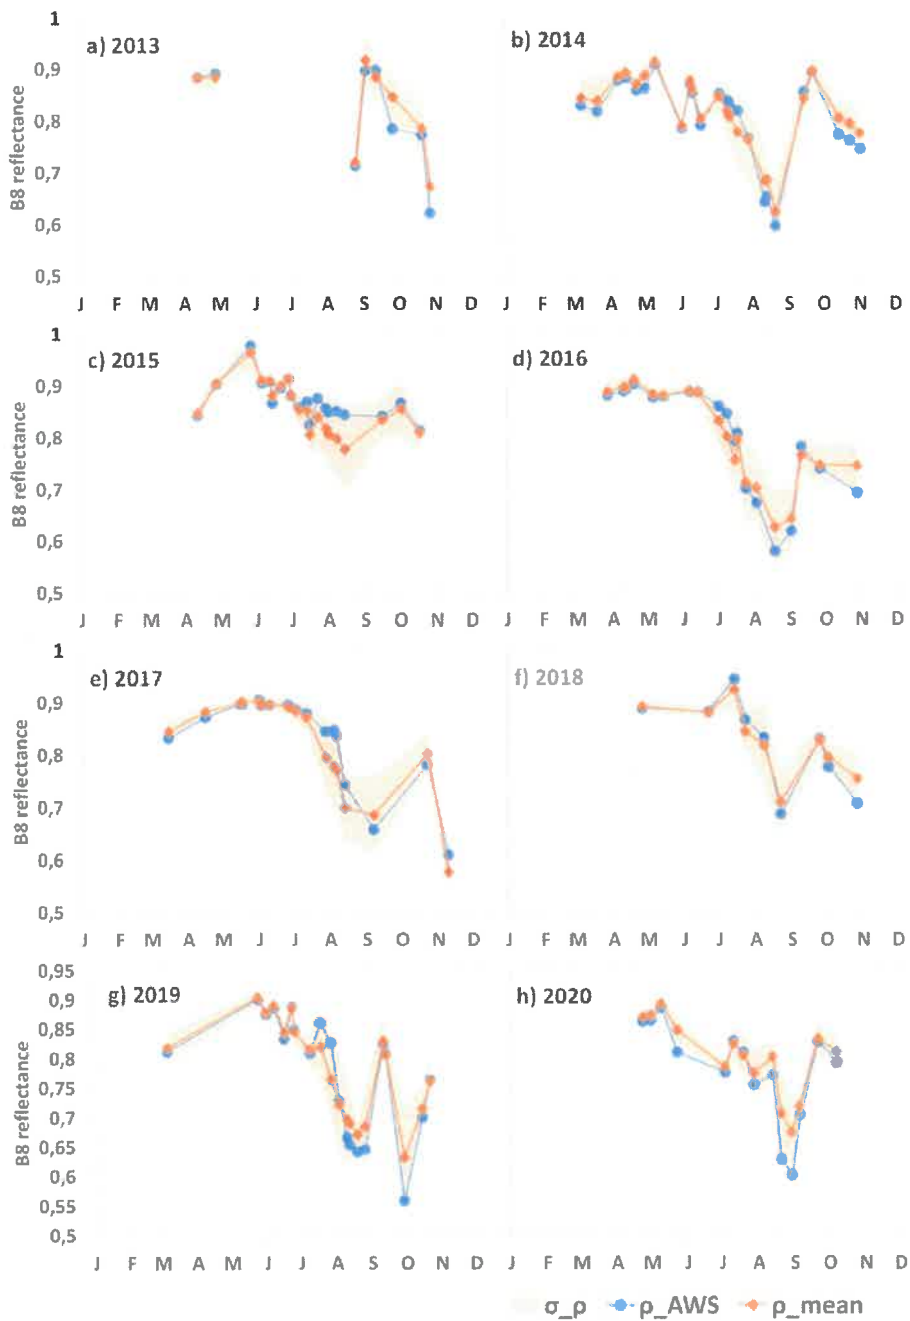 a) 2013
b) 2014
B8 reflectance
1
0,9
0,8
0,7
0,6
0,5
J F M A M J J A S O N D
J F M A M J J A S O N D
c) 2015
d) 2016
B8 reflectance
1
0,9
0,8
0,7
0,6
0,5
J F M A M J J A S O N D
J F M A M J J A S O N D
e) 2017
f) 2018
B8 reflectance
1
0,9
0,8
0,7
0,6
0,5
J F M A M J J A S O N D
J F M A M J J A S O N D
g) 2019
h) 2020
B8 reflectance
0,95
0,9
0,85
0,8
0,75
0,7
0,65
0,6
0,55
0,5
J F M A M J J A S O N D
J F M A M J J A S O N D
σ_ρ ρ_AWS ρ_mean